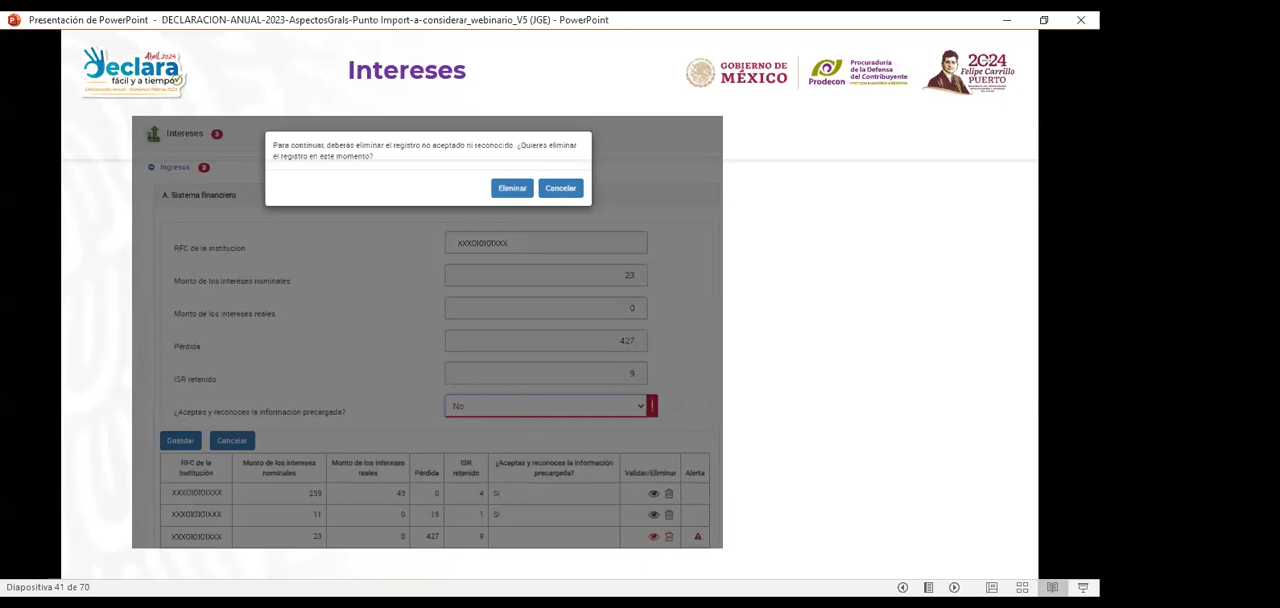 Presentación de PowerPoint - DECLARACION-ANUAL-2023-AspectosGrals-Punto Import-a-considerar_webinario_V5 (JGE) - PowerPoint
Abril 2024
Declara
fácil y a tiempo
Intereses
GOBIERNO DE
MÉXICO
Prodecon
Procuraduría
de la Defensa
del Contribuyente
2024
Felipe Carrillo
PUERTO
Intereses 3
Para continuar, deberás eliminar el registro no aceptado ni reconocido. ¿Quieres eliminar
el registro en este momento?
Eliminar Cancelar
Ingresos 3
A. Sistema financiero
RFC de la institución XXX010101XXX
Monto de los intereses nominales 23
Monto de los intereses reales 0
Pérdida 427
ISR retenido 9
¿Aceptas y reconoces la información precargada? No !
Guardar Cancelar
RFC de la institución Monto de los intereses nominales Monto de los intereses reales Pérdida ISR retenido ¿Aceptas y reconoces la información precargada? Validar/Eliminar Alerta
XXX010101XXX 259 43 0 4 Si
XXX010101XXX 11 0 19 1 Si
XXX010101XXX 23 0 427 9
Diapositiva 41 de 70